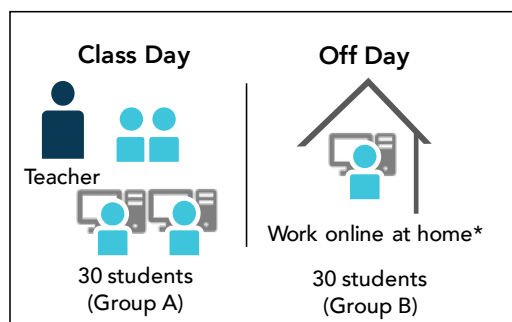 Class Day
Teacher
30 students
(Group A)
Off Day
Work online at home*
30 students
(Group B)